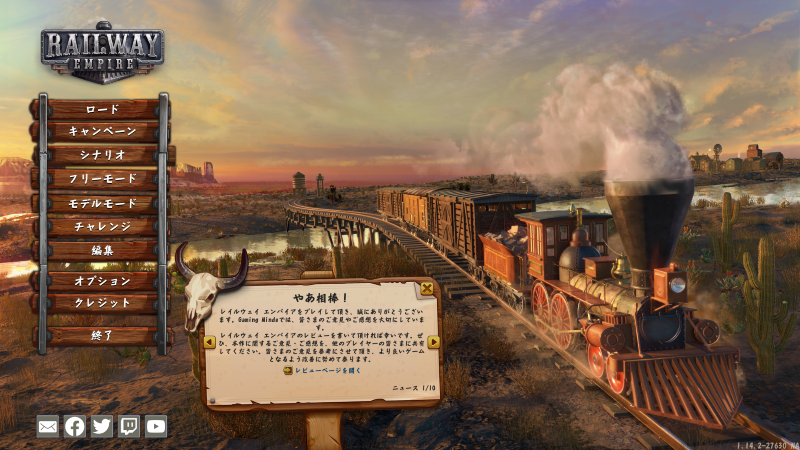 RAILWAY
EMPIRE
ロード
キャンペーン
シナリオ
フリーモード
モデルモード
チャレンジ
編集
オプション
クレジット
終了
やあ相棒！
レイルウェイ エンパイアをプレイして頂き、誠にありがとうござい
ます。Gaming Mindsでは、皆さまのご意見やご感想を大切にしていま
す。
レイルウェイ エンパイアのレビューを書いて頂ければ幸いです。ぜ
ひ、本作に関するご意見・ご感想を、他のプレイヤーの皆さまに共有
してください。皆さまのご意見を参考にさせて頂き、より良いゲーム
となるよう改善に努めて参ります。
レビューページを開く
ニュース 1/10
1.14.2-27630 WA